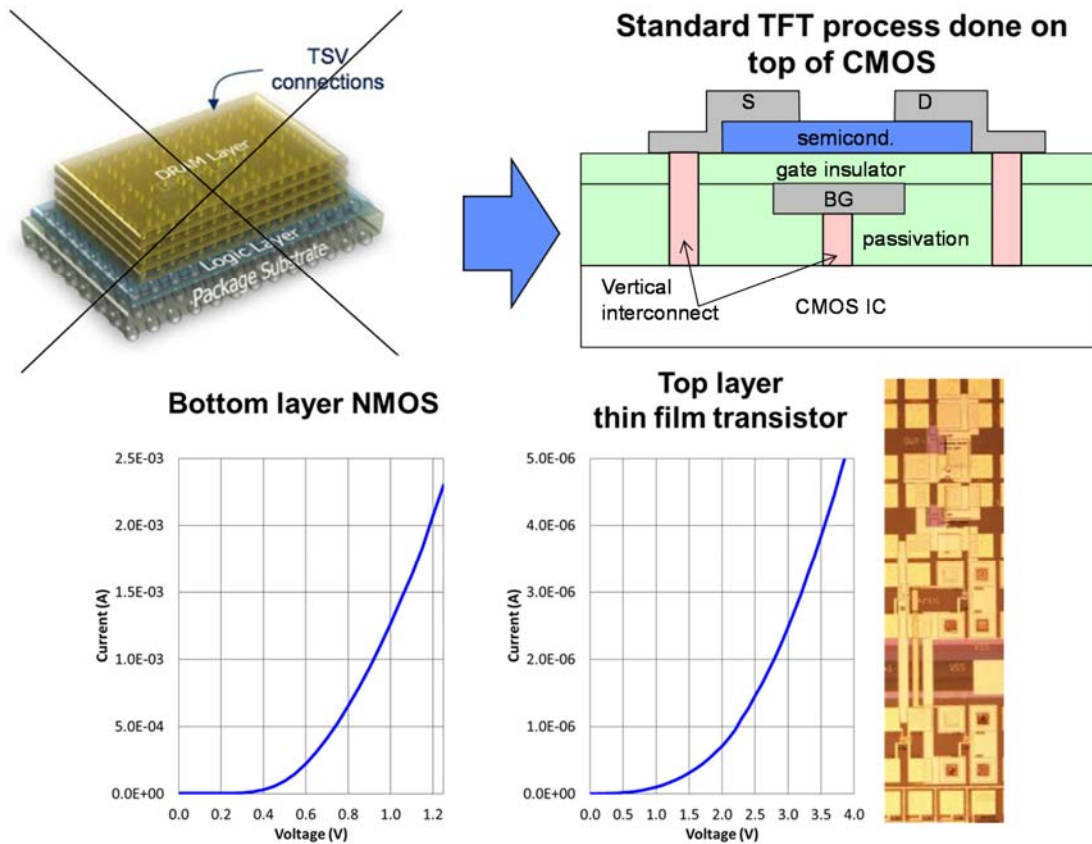 TSV
connections
DRAM Layer
Logic Layer
Package Substrate
Standard TFT process done on
top of CMOS
S
D
semicond.
gate insulator
BG
passivation
Vertical
interconnect
CMOS IC
Bottom layer NMOS
Current (A)
2.5E-03
2.0E-03
1.5E-03
1.0E-03
5.0E-04
0.0E+00
0.0 0.2 0.4 0.6 0.8 1.0 1.2
Voltage (V)
Top layer
thin film transistor
Current (A)
5.0E-06
4.0E-06
3.0E-06
2.0E-06
1.0E-06
0.0E+00
0.0 0.5 1.0 1.5 2.0 2.5 3.0 3.5 4.0
Voltage (V)
VSS
VSS